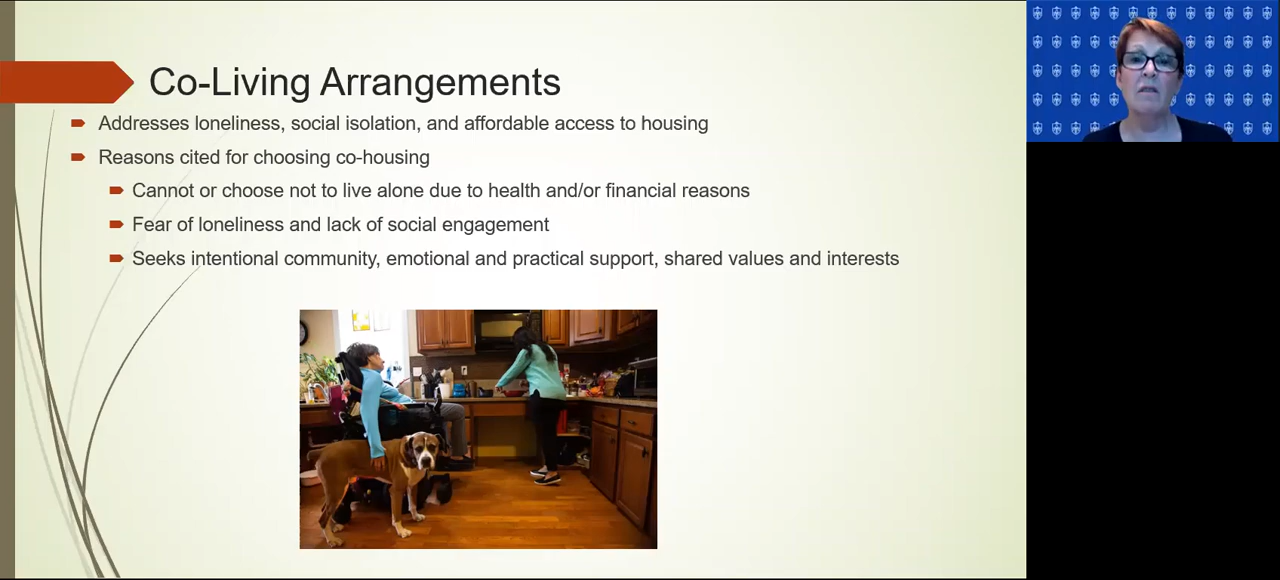 Co-Living Arrangements
Addresses loneliness, social isolation, and affordable access to housing
Reasons cited for choosing co-housing
Cannot or choose not to live alone due to health and/or financial reasons
Fear of loneliness and lack of social engagement
Seeks intentional community, emotional and practical support, shared values and interests